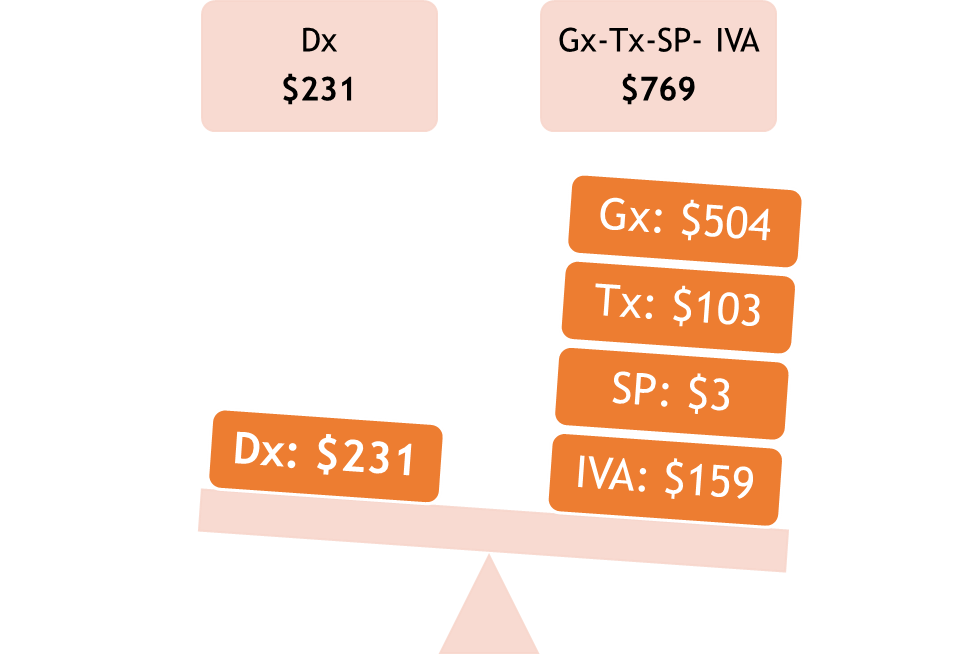 Dx
$231
Gx-Tx-SP- IVA
$769
Gx: $504
Tx: $103
SP: $3
IVA: $159
Dx: $231